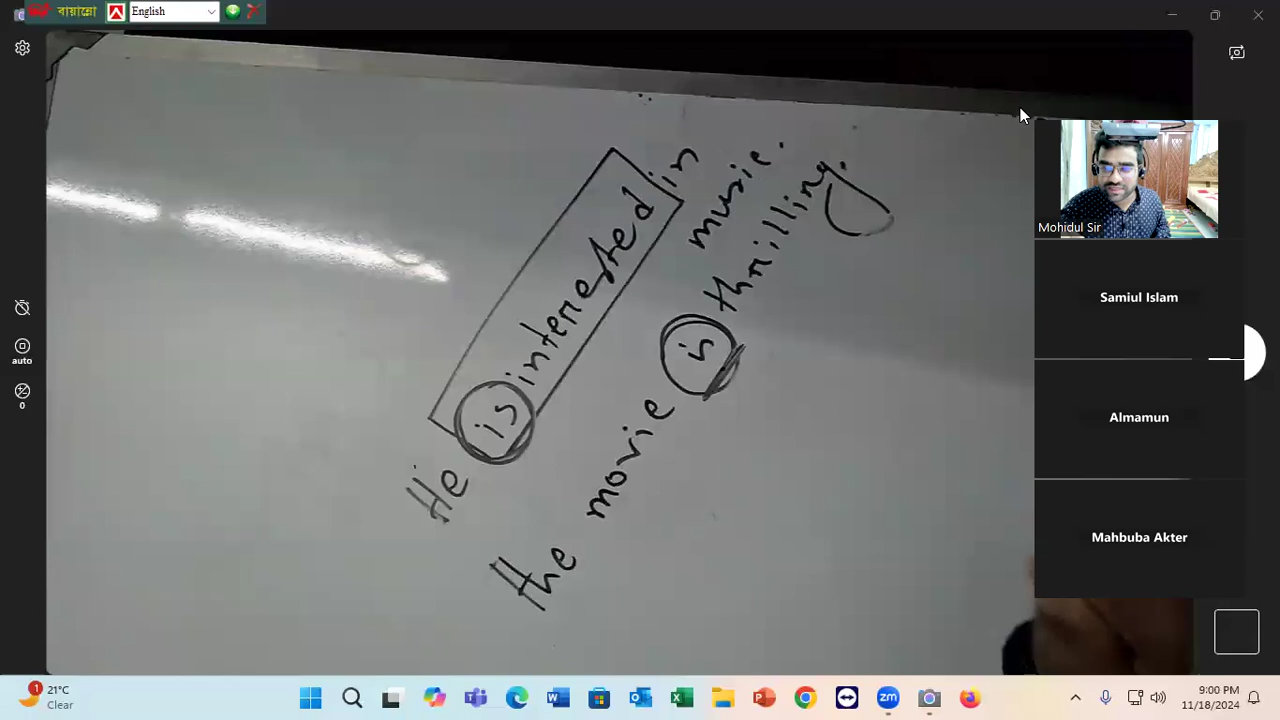 বায়ান্নো
English
Mohidul Sir
Samiul Islam
Almamun
Mahbuba Akter
auto
0
He is interested in
music.
The movie is thrilling.
1
21°C
Clear
9:00 PM
11/18/2024